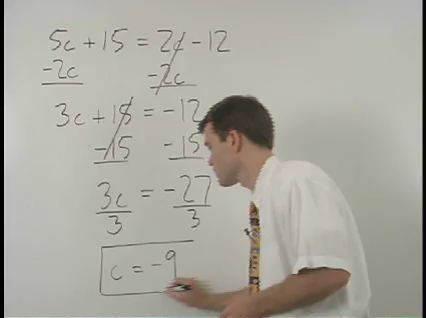 5c + 15 = 2c - 12
-2c -2c
3c + 15 = -12
-15 -15
3c = -27
3 3
c = -9